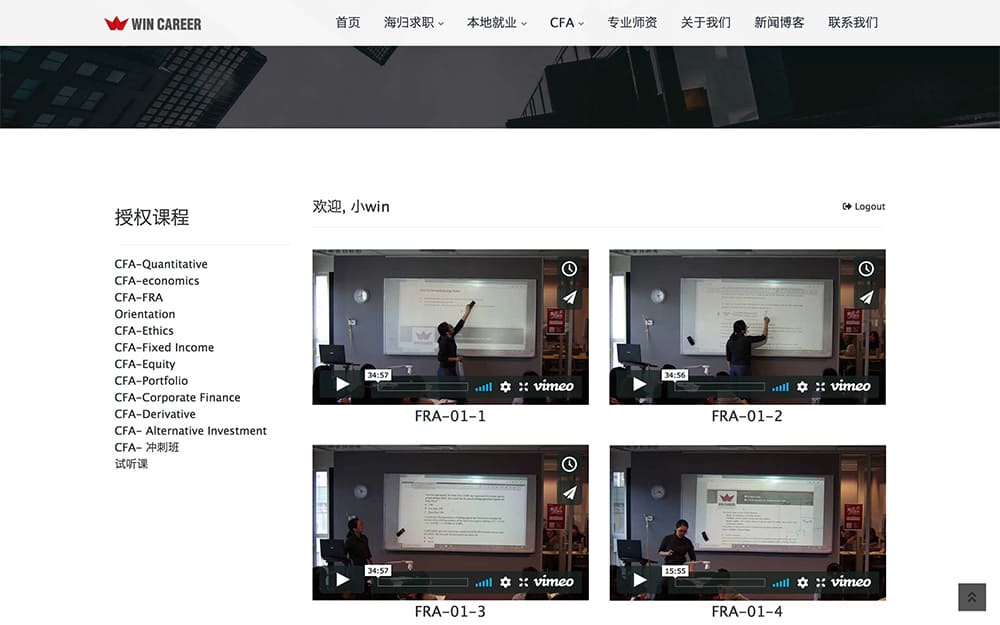 WIN CAREER
首页 海归求职 本地就业 CFA 专业师资 关于我们 新闻博客 联系我们
授权课程
CFA-Quantitative
CFA-economics
CFA-FRA
Orientation
CFA-Ethics
CFA-Fixed Income
CFA-Equity
CFA-Portfolio
CFA-Corporate Finance
CFA-Derivative
CFA- Alternative Investment
CFA- 冲刺班
试听课
欢迎, 小win
Logout
34:57
vimeo
FRA-01-1
34:56
vimeo
FRA-01-2
34:57
vimeo
FRA-01-3
15:55
vimeo
FRA-01-4